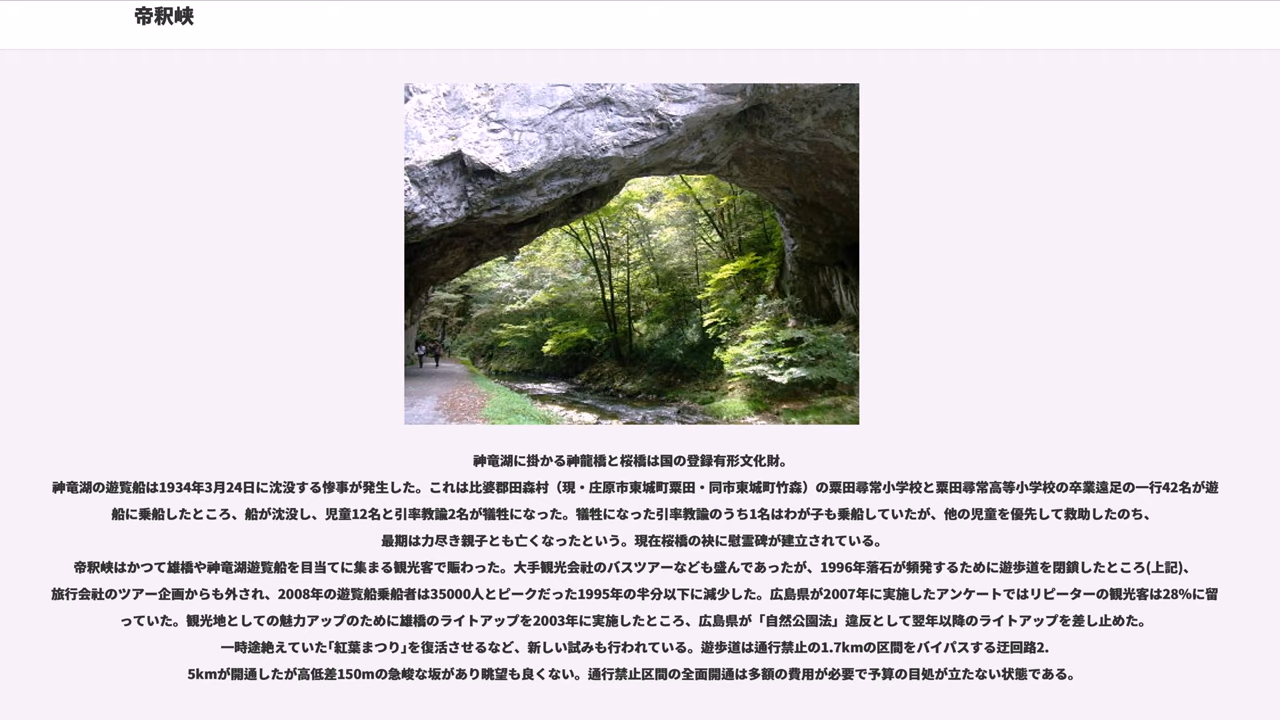 帝釈峡
神竜湖に掛かる神龍橋と桜橋は国の登録有形文化財。
神竜湖の遊覧船は1934年3月24日に沈没する惨事が発生した。これは比婆郡田森村（現・庄原市東城町粟田・同市東城町竹森）の粟田尋常小学校と粟田尋常高等小学校の卒業遠足の一行42名が遊
船に乗船したところ、船が沈没し、児童12名と引率教諭2名が犠牲になった。犠牲になった引率教諭のうち1名はわが子も乗船していたが、他の児童を優先して救助したのち、
最期は力尽き親子とも亡くなったという。現在桜橋の袂に慰霊碑が建立されている。
帝釈峡はかつて雄橋や神竜湖遊覧船を目当てに集まる観光客で賑わった。大手観光会社のバスツアーなども盛んであったが、1996年落石が頻発するために遊歩道を閉鎖したところ(上記)、
旅行会社のツアー企画からも外され、2008年の遊覧船乗船者は35000人とピークだった1995年の半分以下に減少した。広島県が2007年に実施したアンケートではリピーターの観光客は28%に留
っていた。観光地としての魅力アップのために雄橋のライトアップを2003年に実施したところ、広島県が「自然公園法」違反として翌年以降のライトアップを差し止めた。
一時途絶えていた｢紅葉まつり｣を復活させるなど、新しい試みも行われている。遊歩道は通行禁止の1.7kmの区間をバイパスする迂回路2.
5kmが開通したが高低差150mの急峻な坂があり眺望も良くない。通行禁止区間の全面開通は多額の費用が必要で予算の目処が立たない状態である。